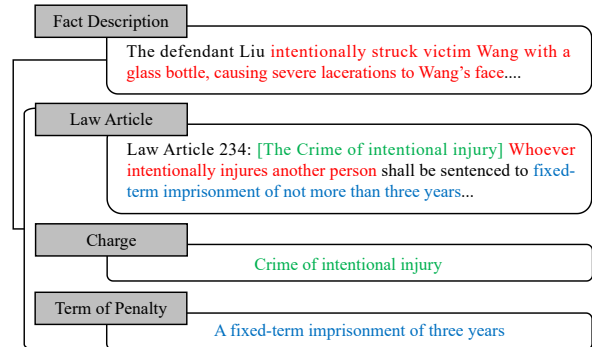 Fact Description
The defendant Liu intentionally struck victim Wang with a
glass bottle, causing severe lacerations to Wang's face....
Law Article
Law Article 234: [The Crime of intentional injury] Whoever
intentionally injures another person shall be sentenced to fixed-
term imprisonment of not more than three years...
Charge
Crime of intentional injury
Term of Penalty
A fixed-term imprisonment of three years